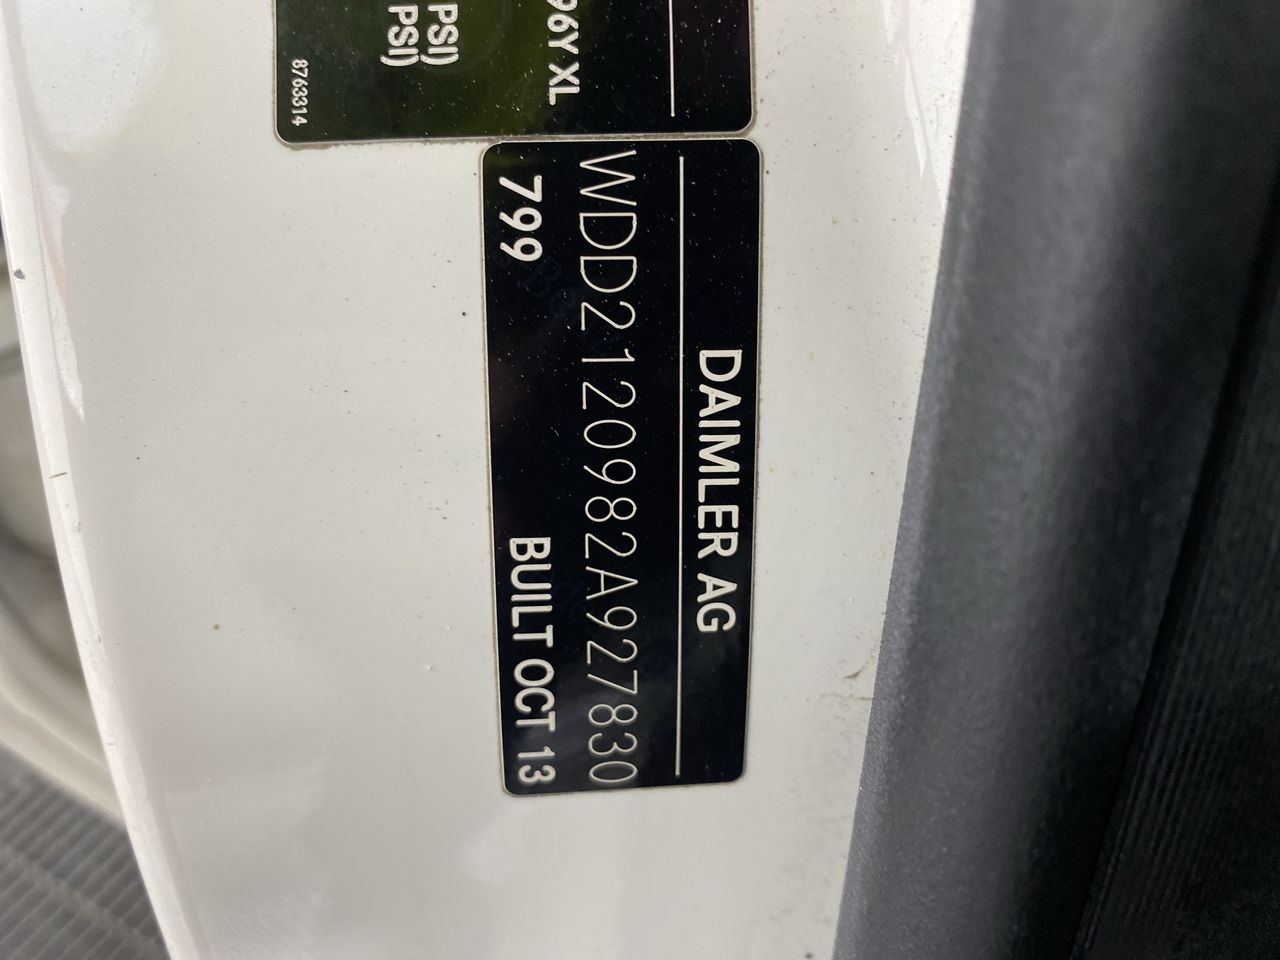 96Y XL
PSI)
PSI)
8763314
DAIMLER AG
WDD2120982A927830
799 BUILT OCT 13